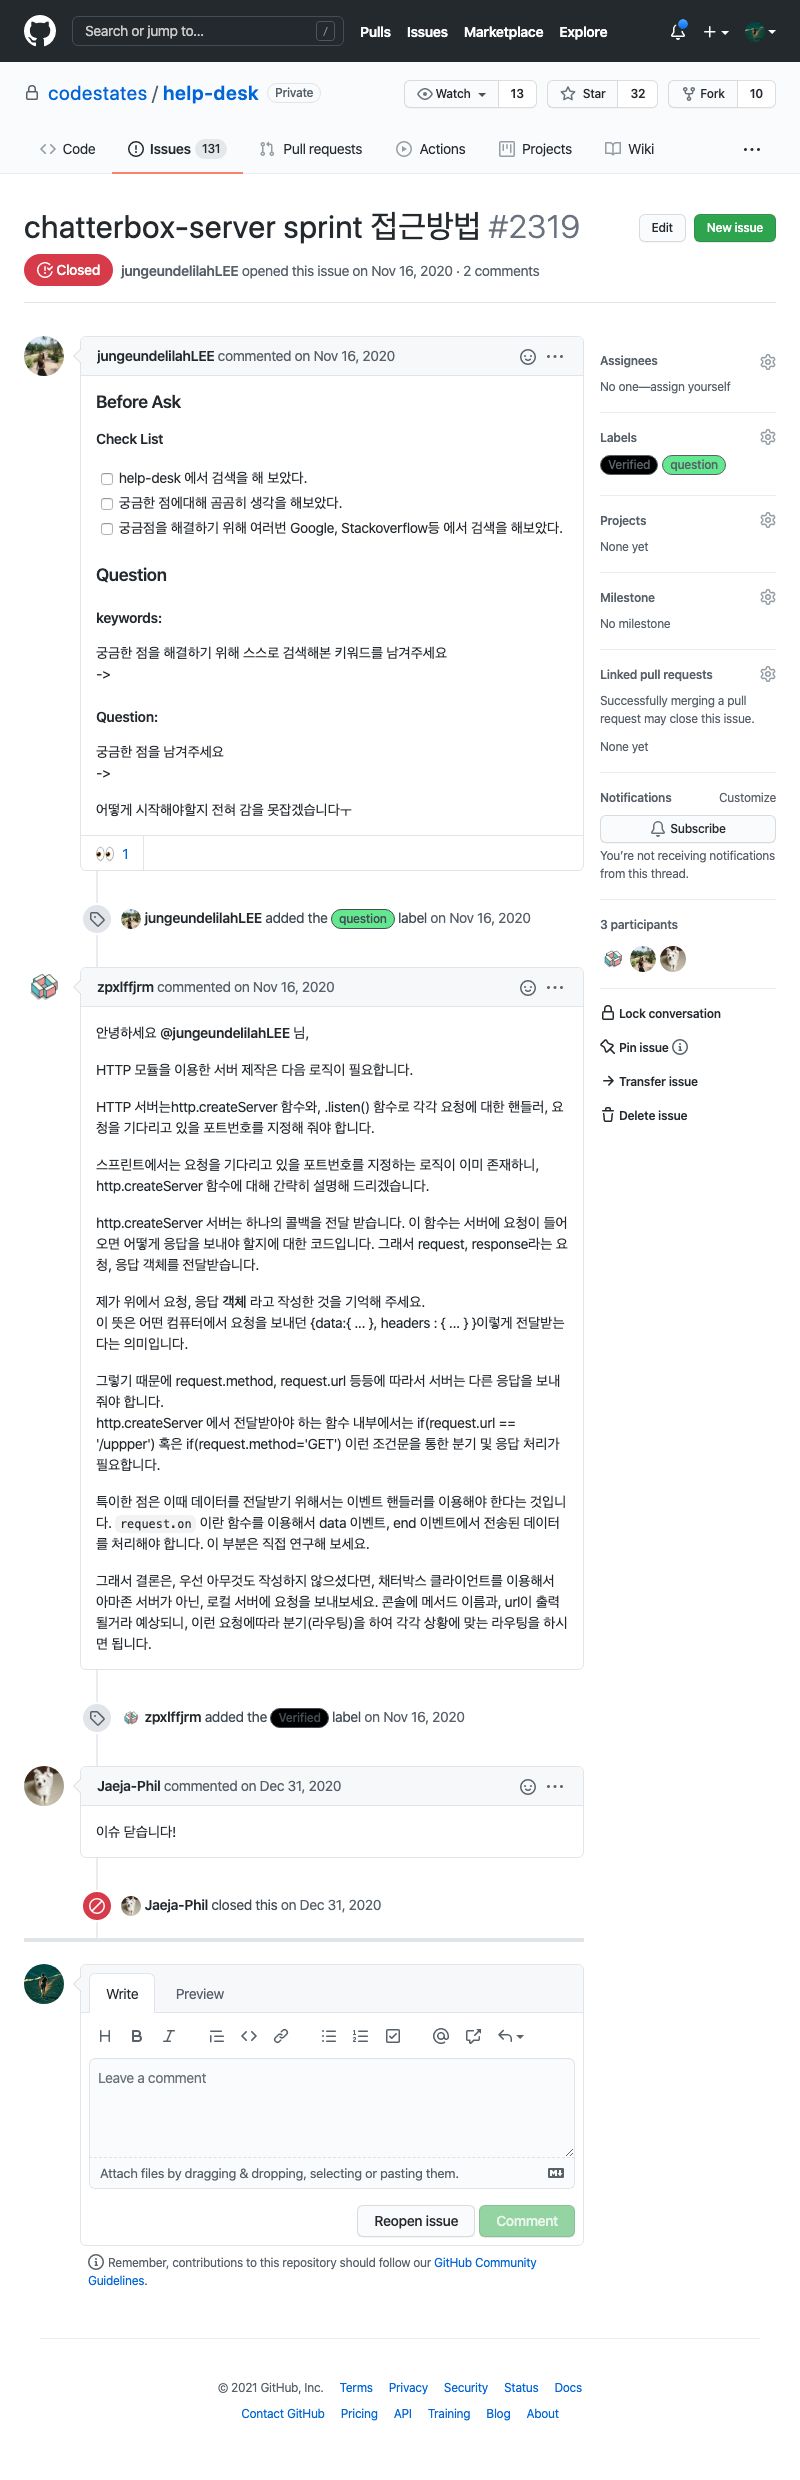 Search or jump to... /
Pulls Issues Marketplace Explore
codestates / help-desk Private
Watch 13 Star 32 Fork 10
Code Issues 131 Pull requests Actions Projects Wiki ...
chatterbox-server sprint 접근방법 #2319
Edit New issue
Closed jungeundelilahLEE opened this issue on Nov 16, 2020 · 2 comments
jungeundelilahLEE commented on Nov 16, 2020 ...
Before Ask
Check List
help-desk 에서 검색을 해 보았다.
궁금한 점에대해 곰곰히 생각을 해보았다.
궁금점을 해결하기 위해 여러번 Google, Stackoverflow등 에서 검색을 해보았다.
Question
keywords:
궁금한 점을 해결하기 위해 스스로 검색해본 키워드를 남겨주세요
->
Question:
궁금한 점을 남겨주세요
->
어떻게 시작해야할지 전혀 감을 못잡겠습니다ㅜ
👀 1
jungeundelilahLEE added the question label on Nov 16, 2020
zpxlffjrm commented on Nov 16, 2020 ...
안녕하세요 @jungeundelilahLEE 님,
HTTP 모듈을 이용한 서버 제작은 다음 로직이 필요합니다.
HTTP 서버는http.createServer 함수와, .listen() 함수로 각각 요청에 대한 핸들러, 요
청을 기다리고 있을 포트번호를 지정해 줘야 합니다.
스프린트에서는 요청을 기다리고 있을 포트번호를 지정하는 로직이 이미 존재하니,
http.createServer 함수에 대해 간략히 설명해 드리겠습니다.
http.createServer 서버는 하나의 콜백을 전달 받습니다. 이 함수는 서버에 요청이 들어
오면 어떻게 응답을 보내야 할지에 대한 코드입니다. 그래서 request, response라는 요
청, 응답 객체를 전달받습니다.
제가 위에서 요청, 응답 객체 라고 작성한 것을 기억해 주세요.
이 뜻은 어떤 컴퓨터에서 요청을 보내던 {data:{ ... }, headers : { ... } }이렇게 전달받는
다는 의미입니다.
그렇기 때문에 request.method, request.url 등등에 따라서 서버는 다른 응답을 보내
줘야 합니다.
http.createServer 에서 전달받아야 하는 함수 내부에서는 if(request.url ==
'/uppper') 혹은 if(request.method='GET') 이런 조건문을 통한 분기 및 응답 처리가
필요합니다.
특이한 점은 이때 데이터를 전달받기 위해서는 이벤트 핸들러를 이용해야 한다는 것입니
다. request.on 이란 함수를 이용해서 data 이벤트, end 이벤트에서 전송된 데이터
를 처리해야 합니다. 이 부분은 직접 연구해 보세요.
그래서 결론은, 우선 아무것도 작성하지 않으셨다면, 채터박스 클라이언트를 이용해서
아마존 서버가 아닌, 로컬 서버에 요청을 보내보세요. 콘솔에 메서드 이름과, url이 출력
될거라 예상되니, 이런 요청에따라 분기(라우팅)을 하여 각각 상황에 맞는 라우팅을 하시
면 됩니다.
zpxlffjrm added the Verified label on Nov 16, 2020
Jaeja-Phil commented on Dec 31, 2020 ...
이슈 닫습니다!
Jaeja-Phil closed this on Dec 31, 2020
Write Preview
H B I
Leave a comment
Attach files by dragging & dropping, selecting or pasting them.
Reopen issue Comment
Remember, contributions to this repository should follow our GitHub Community
Guidelines.
Assignees
No one—assign yourself
Labels
Verified question
Projects
None yet
Milestone
No milestone
Linked pull requests
Successfully merging a pull
request may close this issue.
None yet
Notifications Customize
Subscribe
You're not receiving notifications
from this thread.
3 participants
Lock conversation
Pin issue
Transfer issue
Delete issue
© 2021 GitHub, Inc. Terms Privacy Security Status Docs
Contact GitHub Pricing API Training Blog About